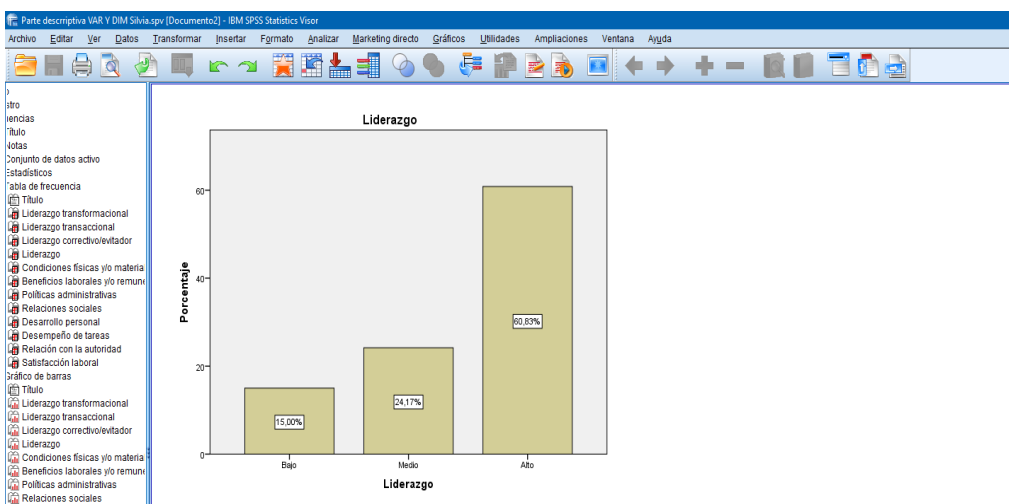 Parte descrriptiva VAR Y DIM Silvia.spv [Documento2] - IBM SPSS Statistics Visor
Archivo Editar Ver Datos Transformar Insertar Formato Analizar Marketing directo Gráficos Utilidades Ampliaciones Ventana Ayuda
stro
iencias
Título
Notas
Conjunto de datos activo
Estadísticos
Tabla de frecuencia
Título
Liderazgo transformacional
Liderazgo transaccional
Liderazgo correctivo/evitador
Liderazgo
Condiciones físicas y/o materia
Beneficios laborales y/o remune
Políticas administrativas
Relaciones sociales
Desarrollo personal
Desempeño de tareas
Relación con la autoridad
Satisfacción laboral
Gráfico de barras
Título
Liderazgo transformacional
Liderazgo transaccional
Liderazgo correctivo/evitador
Liderazgo
Condiciones físicas y/o materia
Beneficios laborales y/o remune
Políticas administrativas
Relaciones sociales
Liderazgo
Porcentaje
60
40
20
0
15,00%
24,17%
60,83%
Bajo Medio Alto
Liderazgo